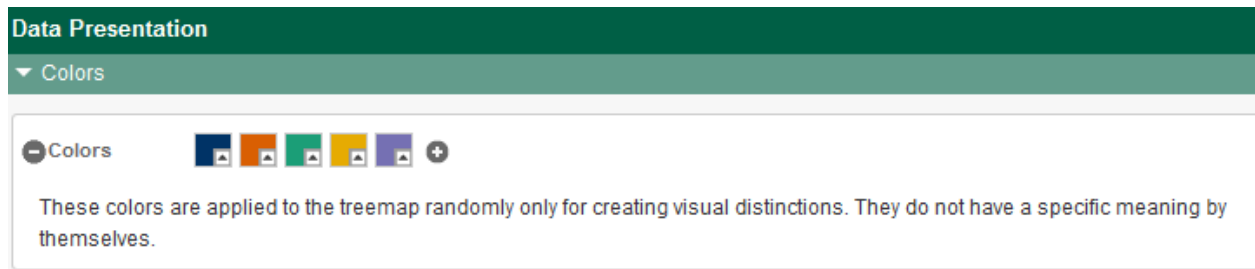 Data Presentation
Colors
Colors
These colors are applied to the treemap randomly only for creating visual distinctions. They do not have a specific meaning by
themselves.